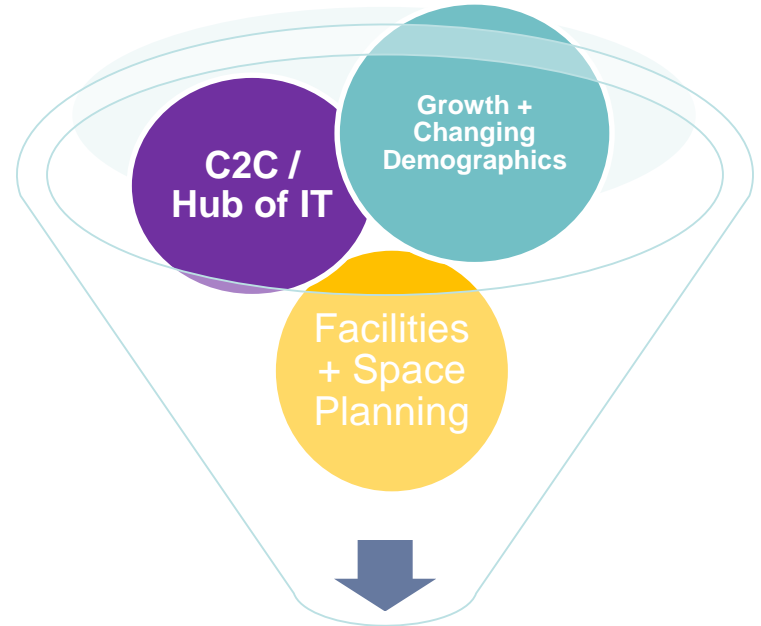 C2C /
Hub of IT
Growth +
Changing
Demographics
Facilities
+ Space
Planning